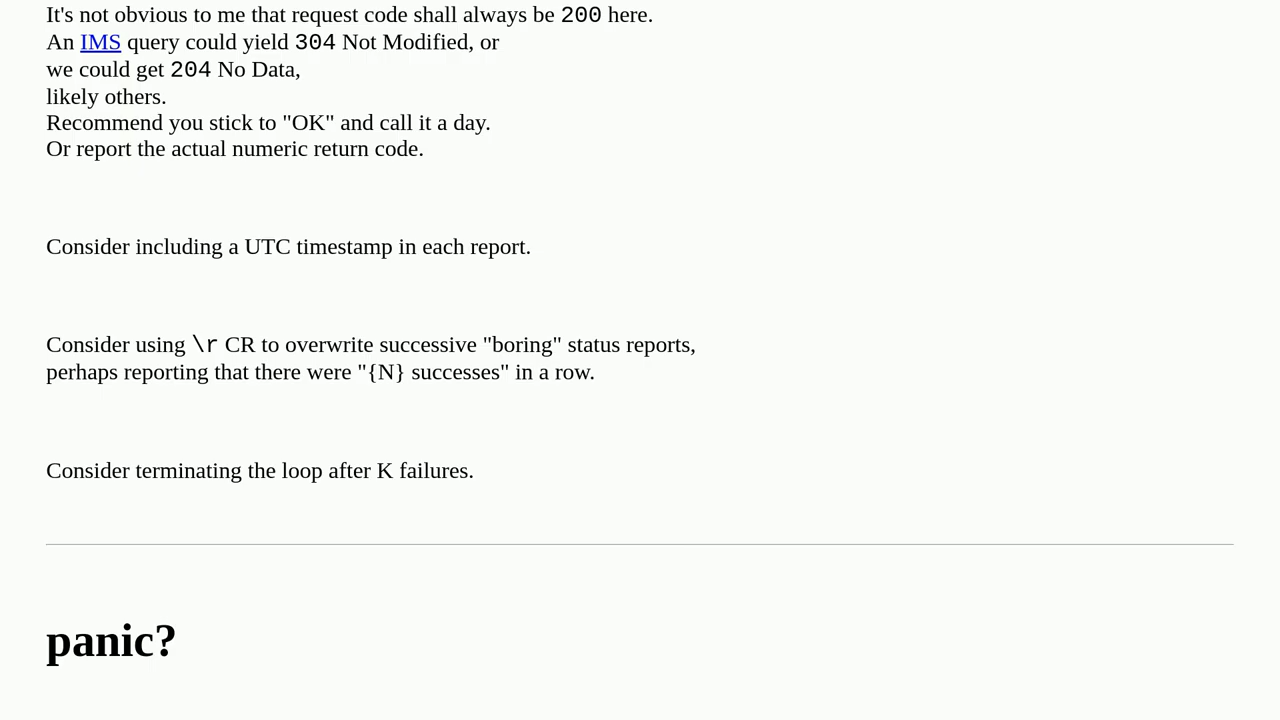 It's not obvious to me that request code shall always be 200 here.
An IMS query could yield 304 Not Modified, or
we could get 204 No Data,
likely others.
Recommend you stick to "OK" and call it a day.
Or report the actual numeric return code.
Consider including a UTC timestamp in each report.
Consider using \r CR to overwrite successive "boring" status reports,
perhaps reporting that there were "{N} successes" in a row.
Consider terminating the loop after K failures.
panic?